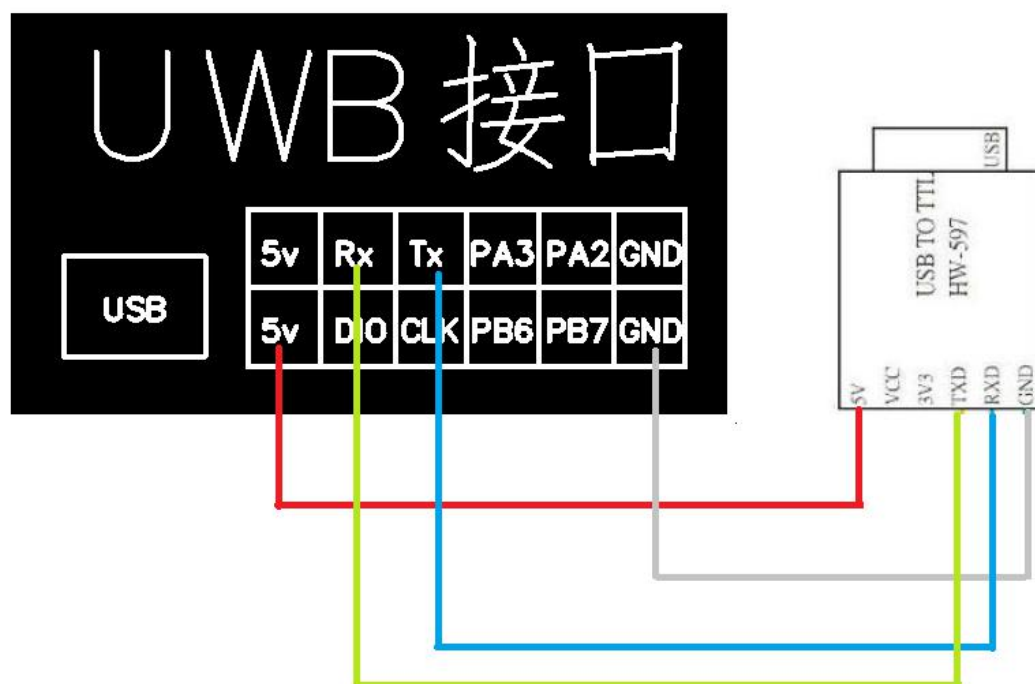 UWB接口
5v Rx Tx PA3 PA2 GND
USB
5v DIO CLK PB6 PB7 GND
USB
USB TO TTL
HW-597
5V VCC 3V3 TXD RXD GND